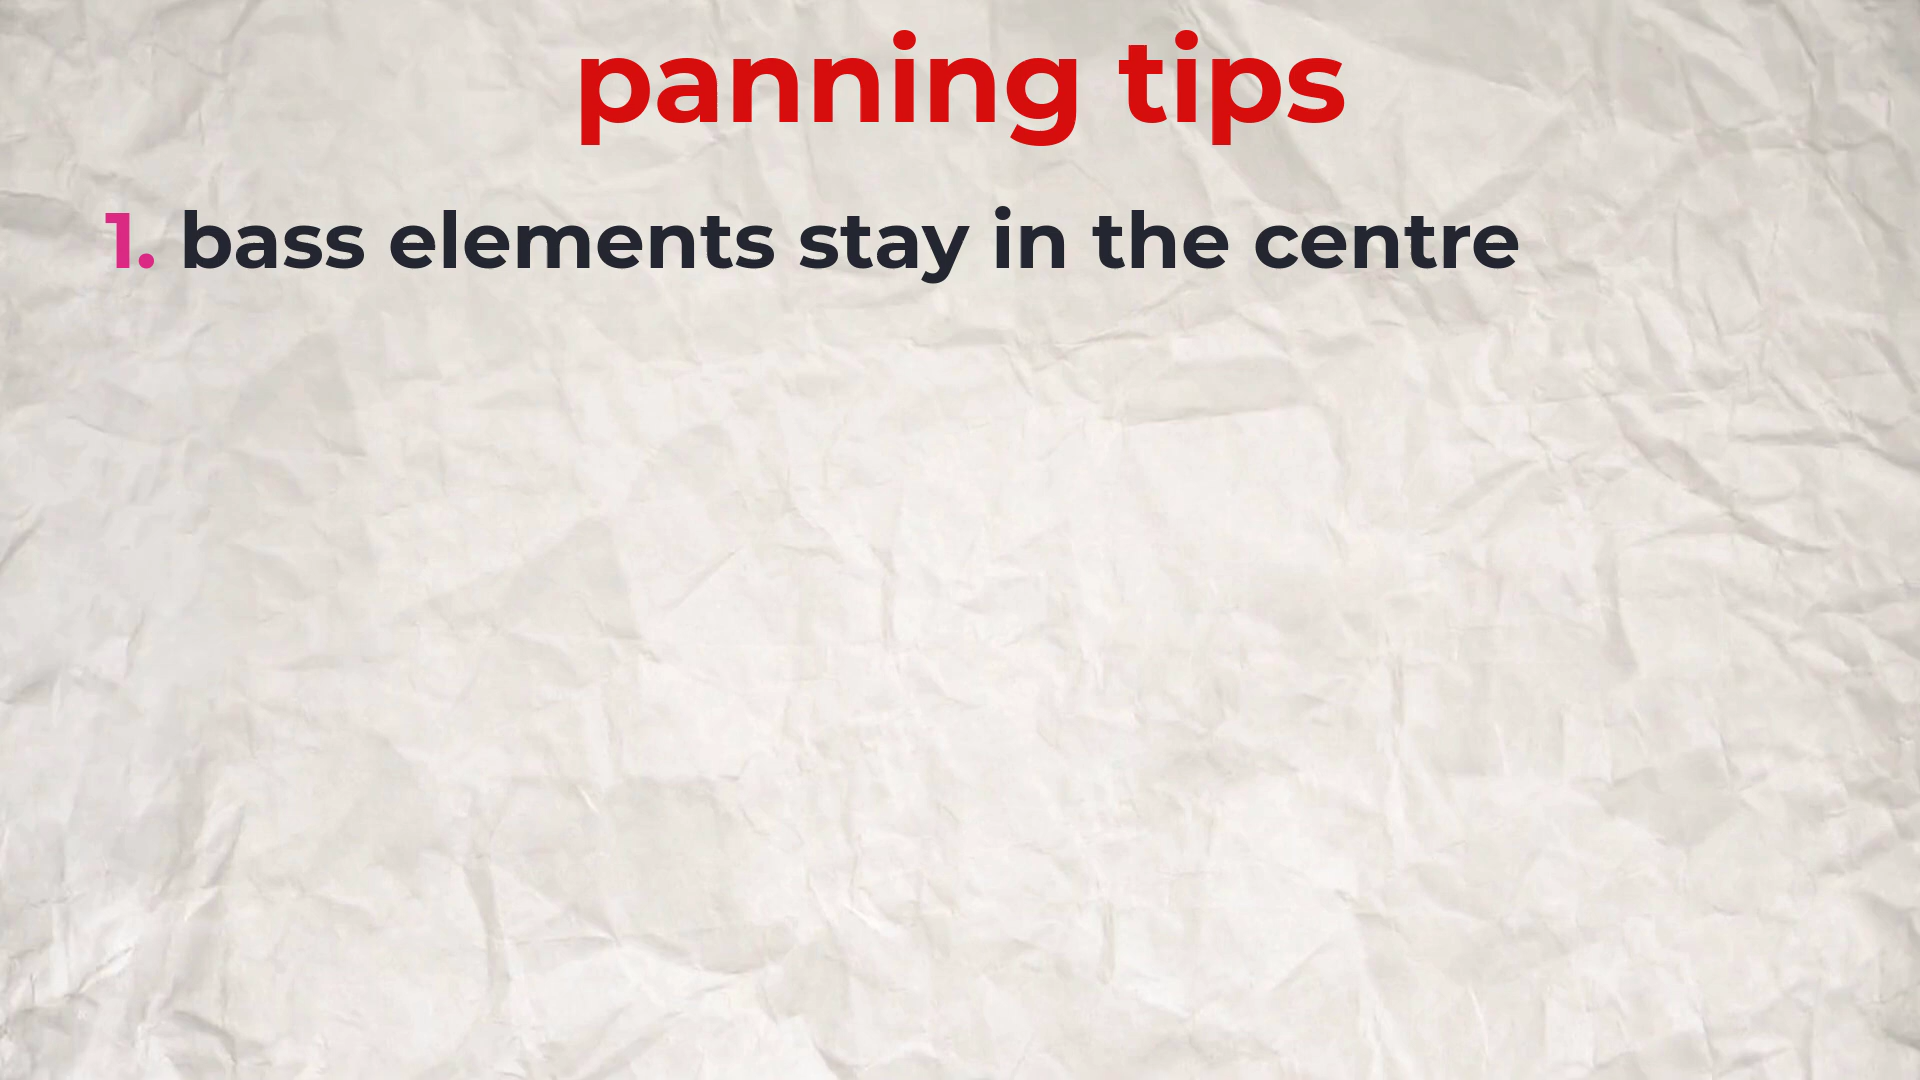 panning tips
1. bass elements stay in the centre